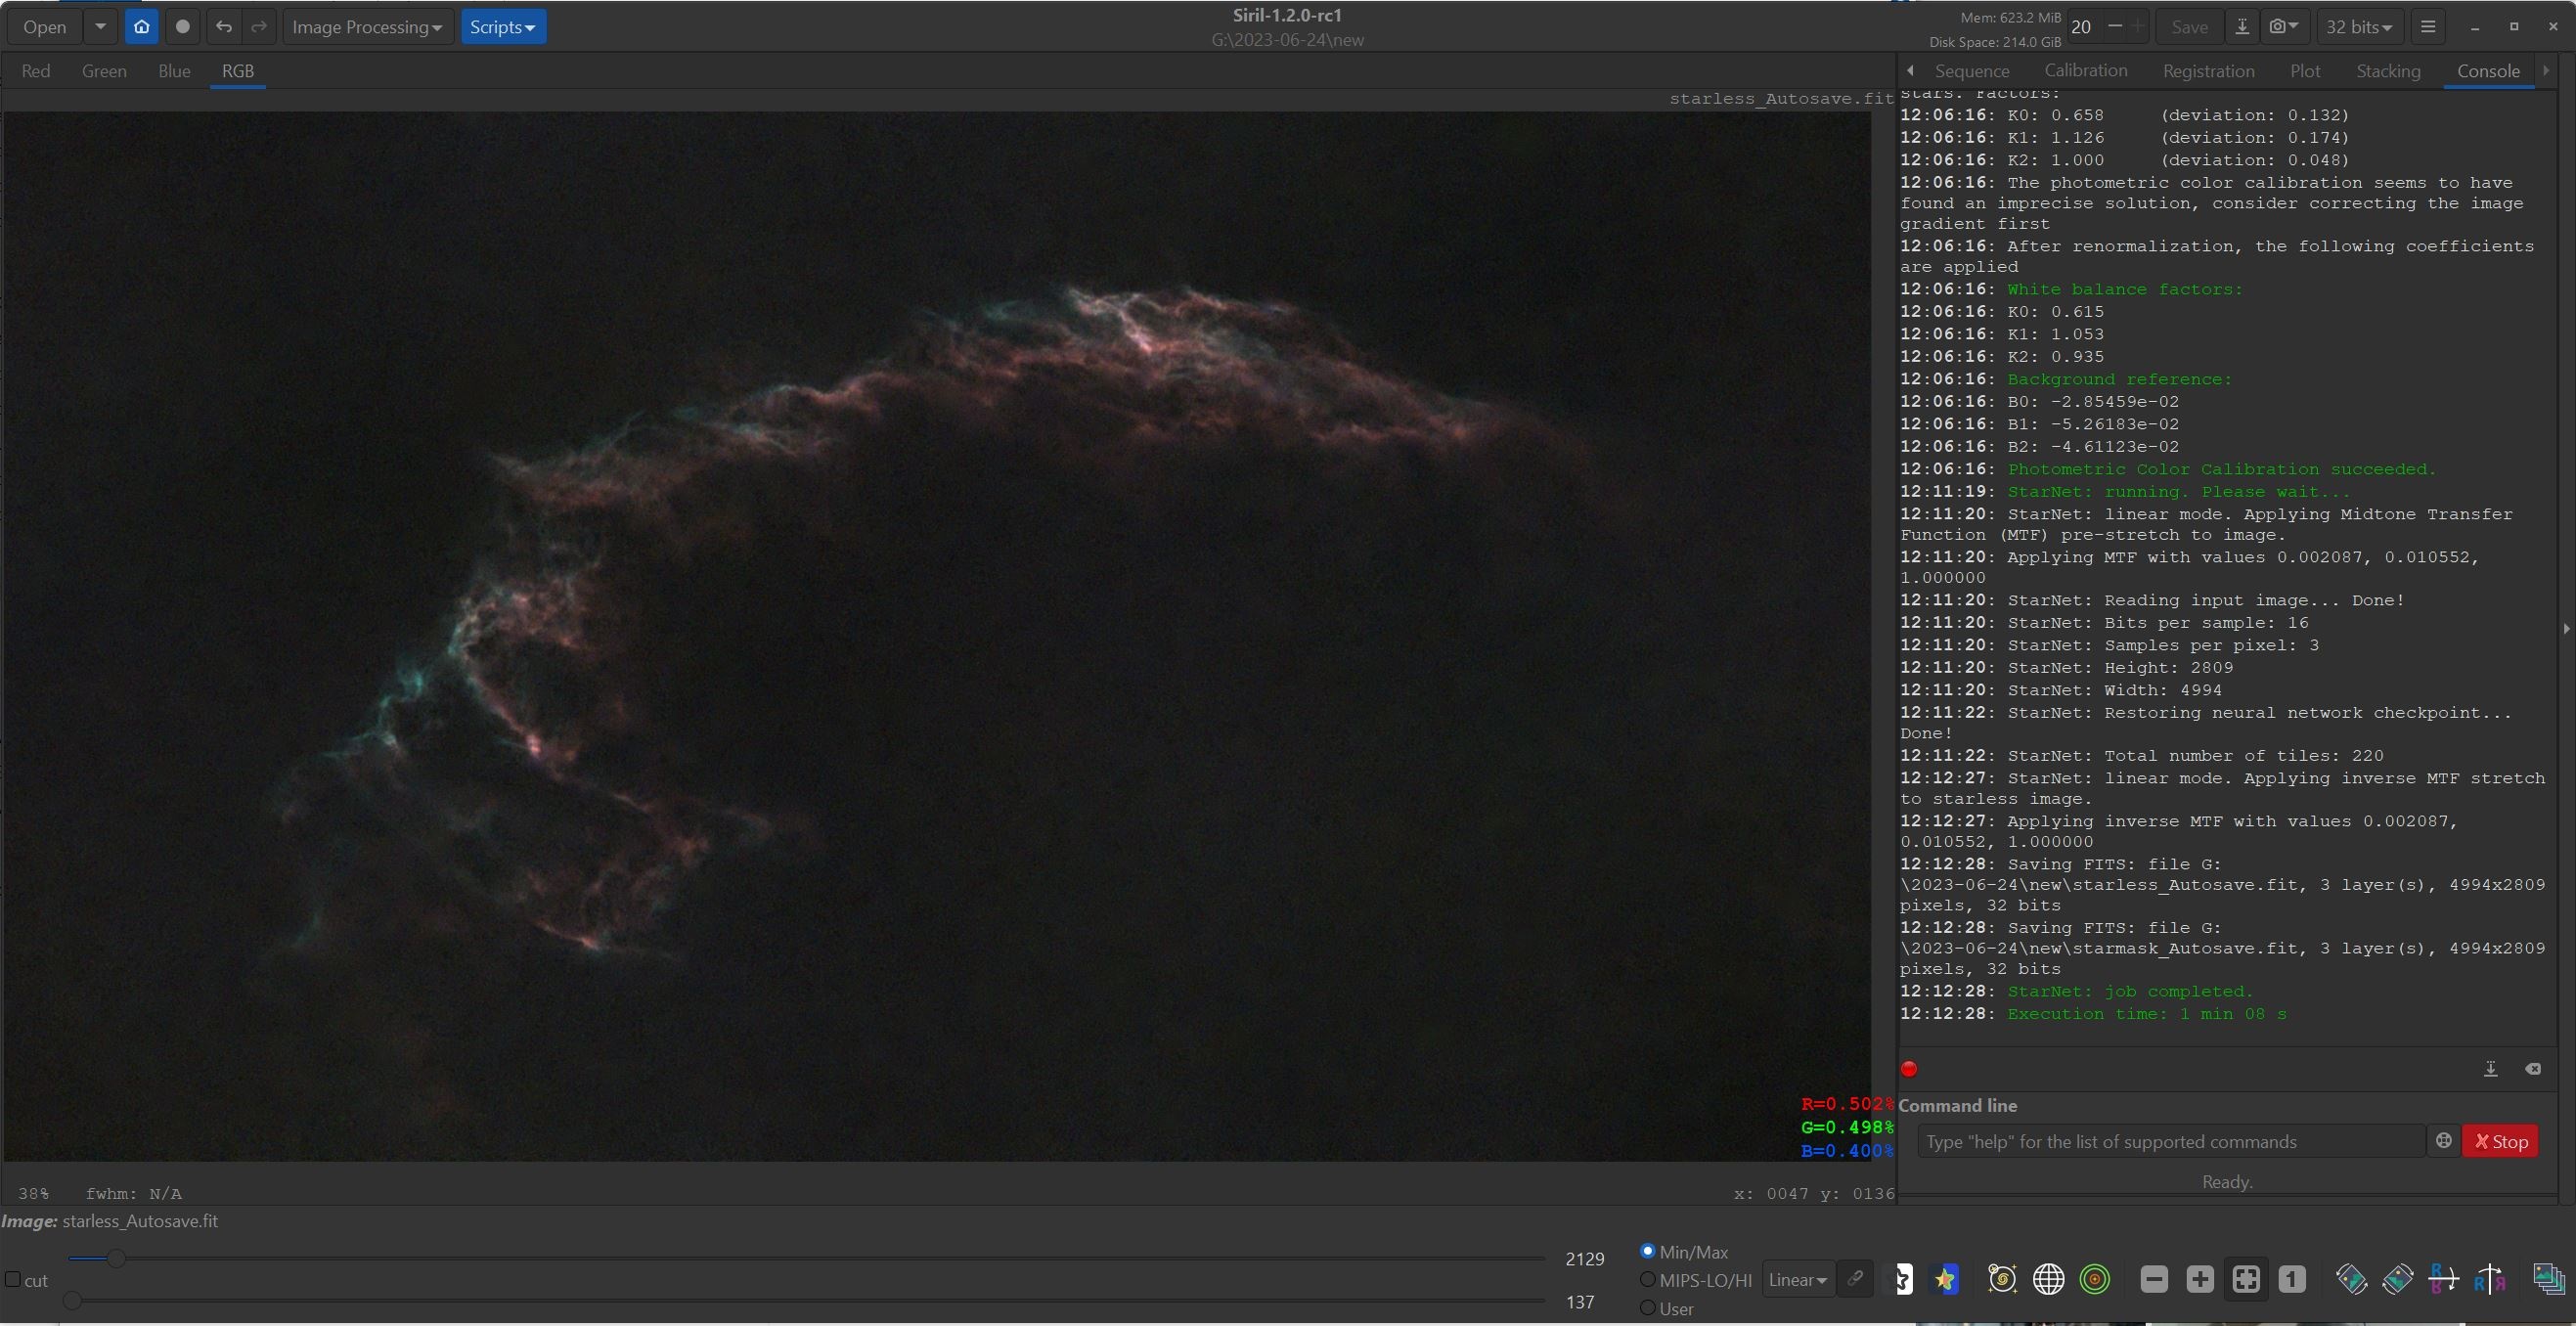 Open
Image Processing
Scripts
Siril-1.2.0-rc1
G:\2023-06-24\new
Mem: 623.2 MiB
Disk Space: 214.0 GiB
20
Save
32 bits
Red Green Blue RGB
Sequence Calibration Registration Plot Stacking Console
starless_Autosave.fit
stars. Factors:
12:06:16: K0: 0.658 (deviation: 0.132)
12:06:16: K1: 1.126 (deviation: 0.174)
12:06:16: K2: 1.000 (deviation: 0.048)
12:06:16: The photometric color calibration seems to have
found an imprecise solution, consider correcting the image
gradient first
12:06:16: After renormalization, the following coefficients
are applied
12:06:16: White balance factors:
12:06:16: K0: 0.615
12:06:16: K1: 1.053
12:06:16: K2: 0.935
12:06:16: Background reference:
12:06:16: B0: -2.85459e-02
12:06:16: B1: -5.26183e-02
12:06:16: B2: -4.61123e-02
12:06:16: Photometric Color Calibration succeeded.
12:11:19: StarNet: running. Please wait...
12:11:20: StarNet: linear mode. Applying Midtone Transfer
Function (MTF) pre-stretch to image.
12:11:20: Applying MTF with values 0.002087, 0.010552,
1.000000
12:11:20: StarNet: Reading input image... Done!
12:11:20: StarNet: Bits per sample: 16
12:11:20: StarNet: Samples per pixel: 3
12:11:20: StarNet: Height: 2809
12:11:20: StarNet: Width: 4994
12:11:22: StarNet: Restoring neural network checkpoint...
Done!
12:11:22: StarNet: Total number of tiles: 220
12:12:27: StarNet: linear mode. Applying inverse MTF stretch
to starless image.
12:12:27: Applying inverse MTF with values 0.002087,
0.010552, 1.000000
12:12:28: Saving FITS: file G:
\2023-06-24\new\starless_Autosave.fit, 3 layer(s), 4994x2809
pixels, 32 bits
12:12:28: Saving FITS: file G:
\2023-06-24\new\starmask_Autosave.fit, 3 layer(s), 4994x2809
pixels, 32 bits
12:12:28: StarNet: job completed.
12:12:28: Execution time: 1 min 08 s
R=0.502%
G=0.498%
B=0.400%
Command line
Type "help" for the list of supported commands
Stop
Ready.
38% fwhm: N/A
x: 0047 y: 0136
Image: starless_Autosave.fit
cut
2129
137
Min/Max
MIPS-LO/HI
User
Linear
1
R
R
R R